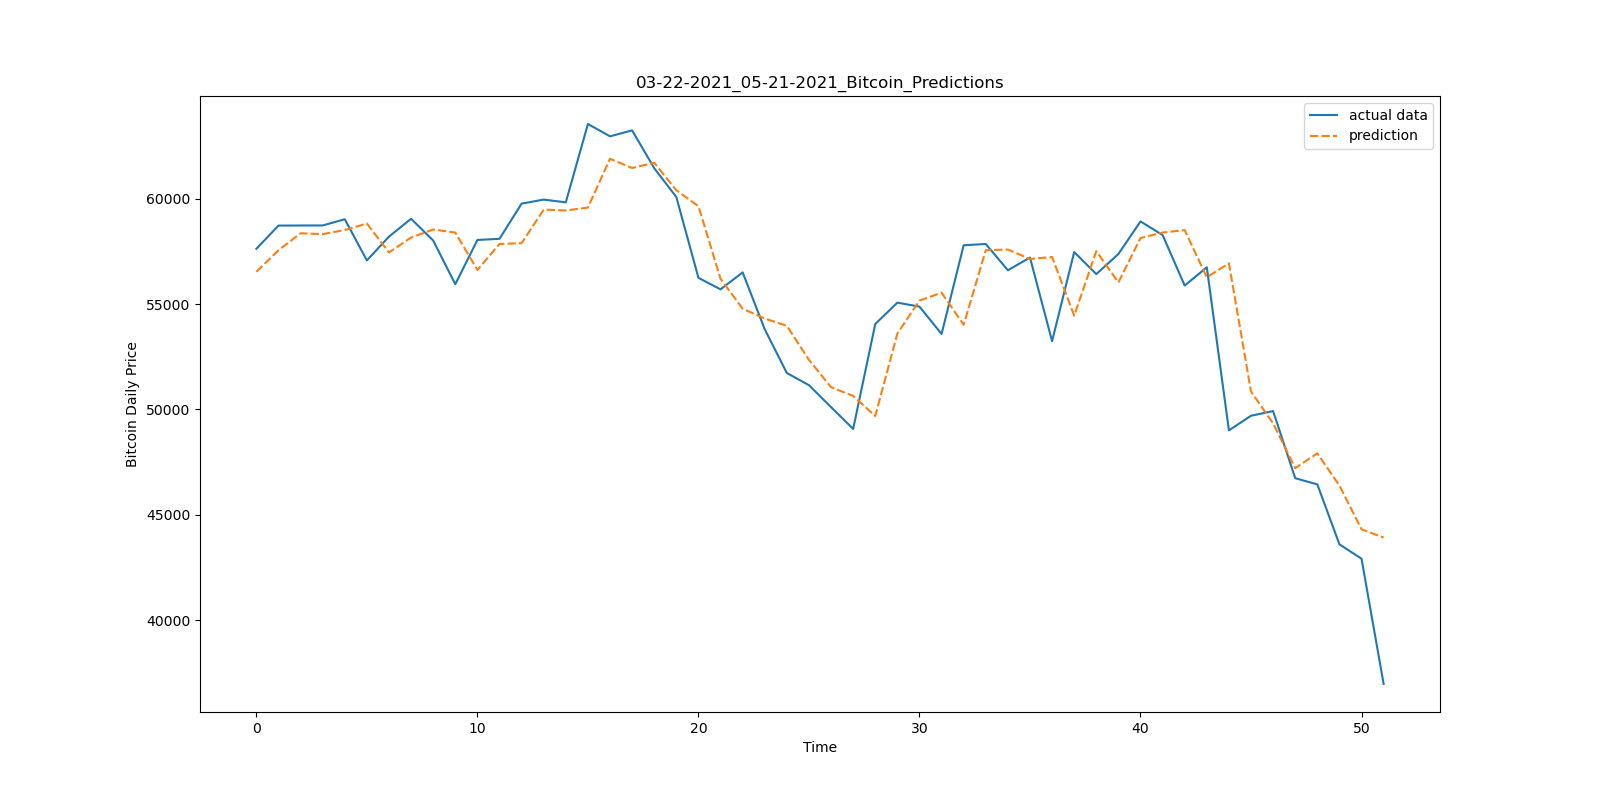 03-22-2021_05-21-2021_Bitcoin_Predictions
actual data
prediction
60000
55000
50000
45000
40000
Bitcoin Daily Price
0 10 20 30 40 50
Time